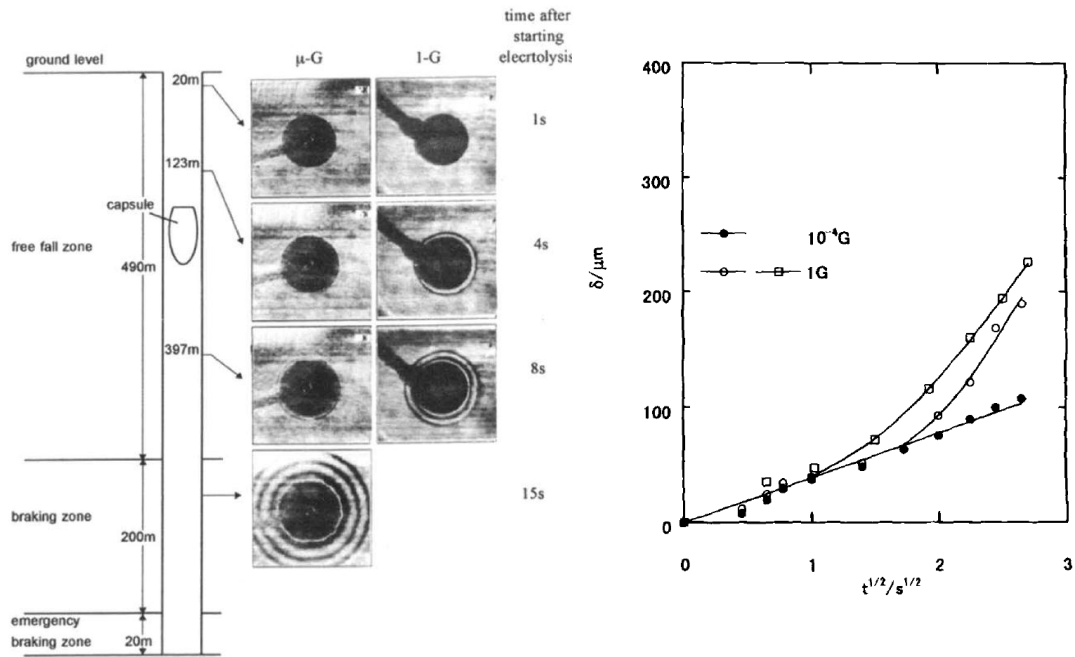 time after
starting
elecrtolysis
ground level
μ-G
1-G
20m
1s
123m
capsule
4s
free fall zone
490m
397m
8s
15s
braking zone
200m
emergency
braking zone
20m
400
300
200
100
0
δ/μm
10⁻⁴G
1G
0
1
2
3
t^1/2/s^1/2